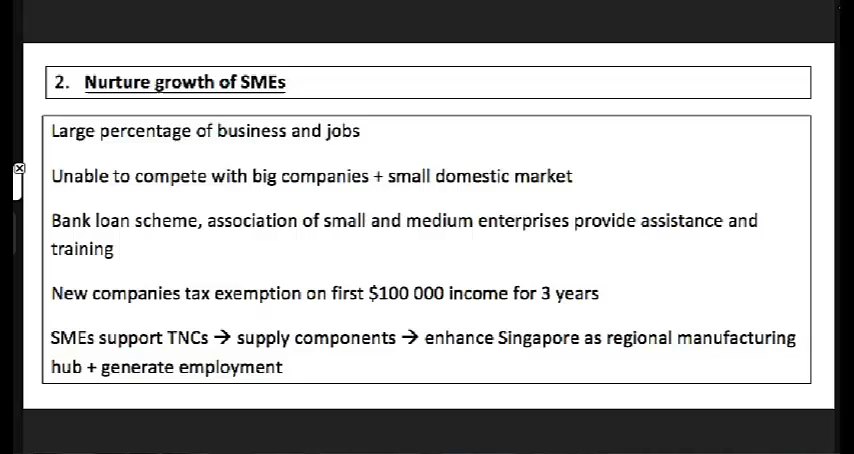 2. Nurture growth of SMEs
Large percentage of business and jobs
Unable to compete with big companies + small domestic market
Bank loan scheme, association of small and medium enterprises provide assistance and
training
New companies tax exemption on first $100 000 income for 3 years
SMEs support TNCs → supply components → enhance Singapore as regional manufacturing
hub + generate employment